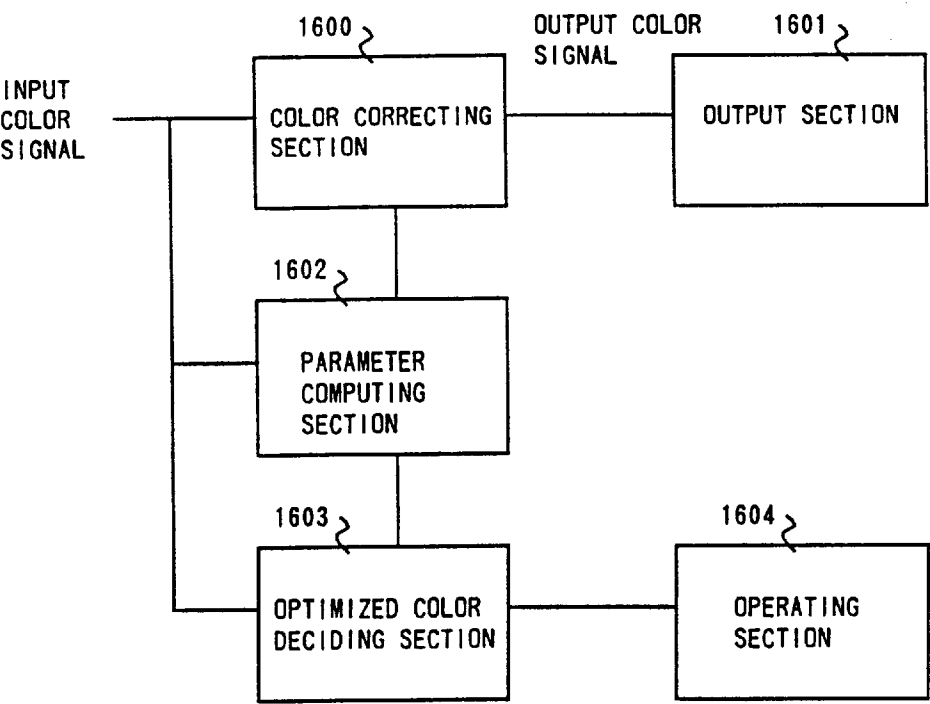 1600
OUTPUT COLOR
SIGNAL
1601
INPUT
COLOR
SIGNAL
COLOR CORRECTING
SECTION
OUTPUT SECTION
1602
PARAMETER
COMPUTING
SECTION
1603
1604
OPTIMIZED COLOR
DECIDING SECTION
OPERATING
SECTION